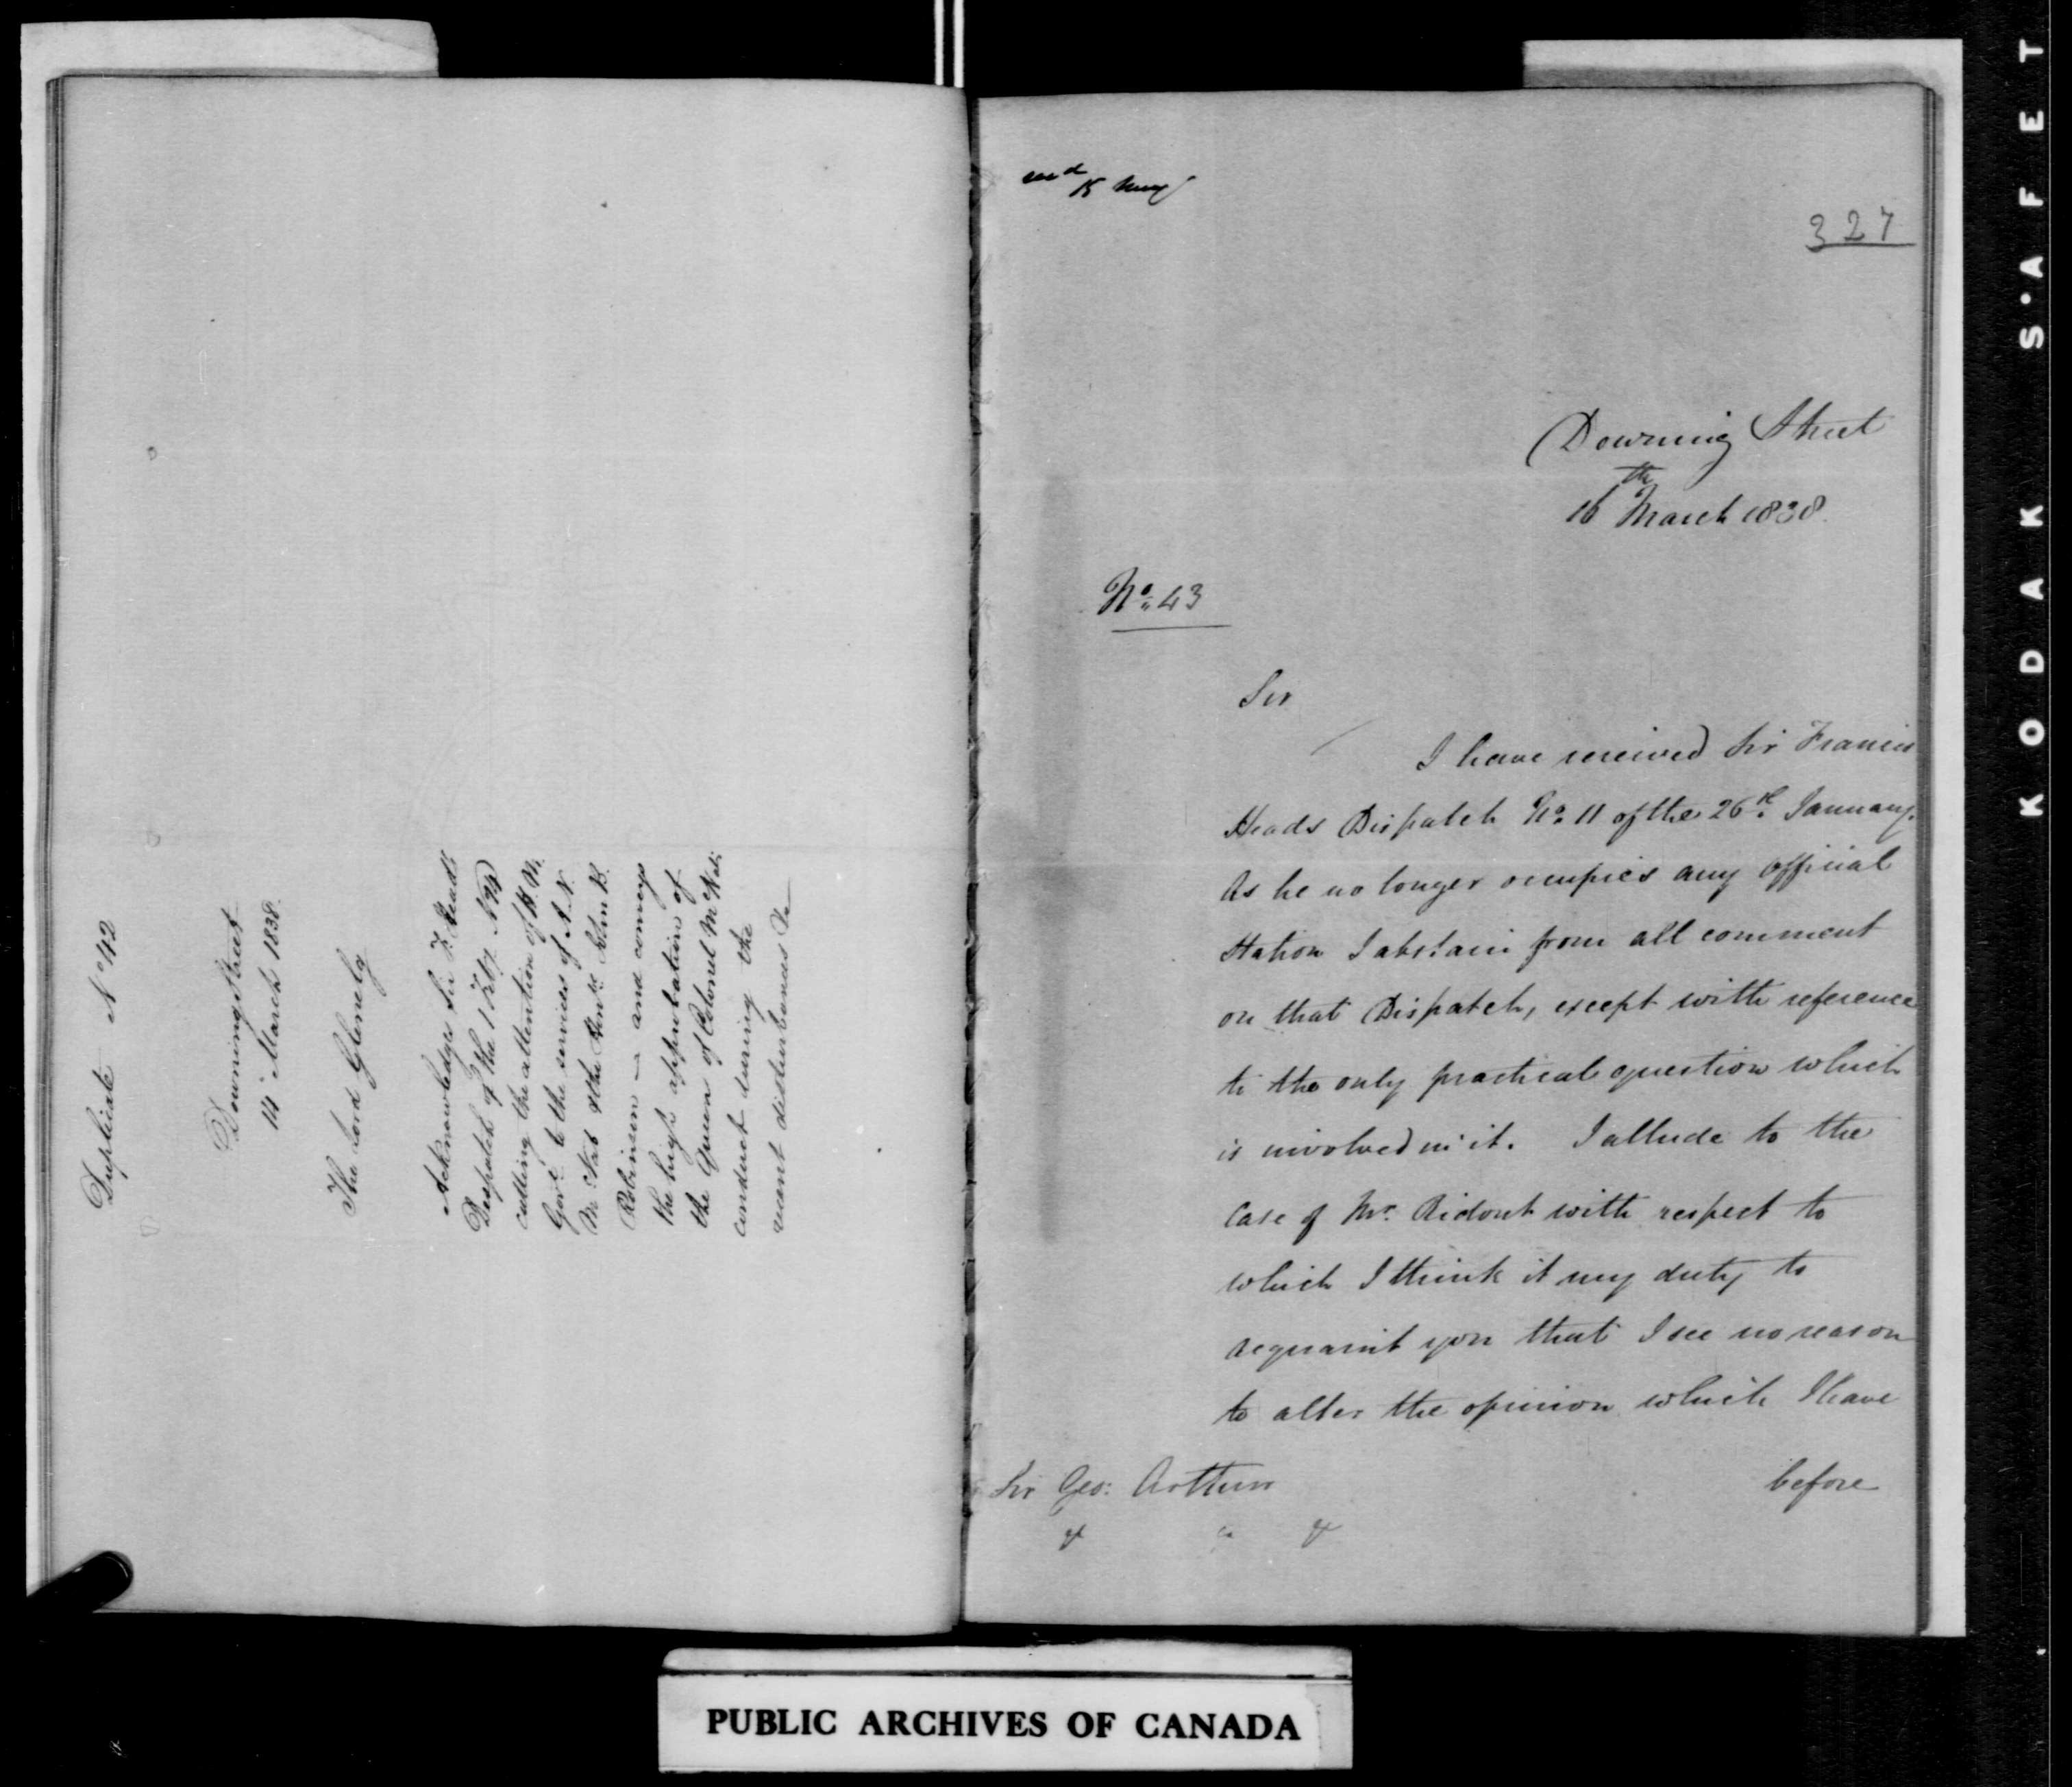 Duplicate No 42
Downing Street
14 March 1838.
The Lord Glenelg
Acknowledges Sir F. Head's
Despatch of the 1 Feby. No 14
calling the attention of H. M.
Govt. to the services of A. N.
McNab & the Honble John B.
Robinson — and conveys
the high approbation of
the Queen of Colonel McNab's
conduct during the
recent disturbances &c
recd 15 May
327
Downing Street
16th March 1838.
No. 43
Sir
I have received Sir Francis
Heads Dispatch No. 11 of the 26th January.
As he no longer occupies any official
Station I abstain from all comment
on that Dispatch, except with reference
to the only practical question which
is involved in it. I allude to the
Case of Mr. Ridout with respect to
which I think it my duty to
acquaint you that I see no reason
to alter the opinion which I have
before
Sir Geo: Arthur
&c &c &c
PUBLIC ARCHIVES OF CANADA
KODAK S·AFETY